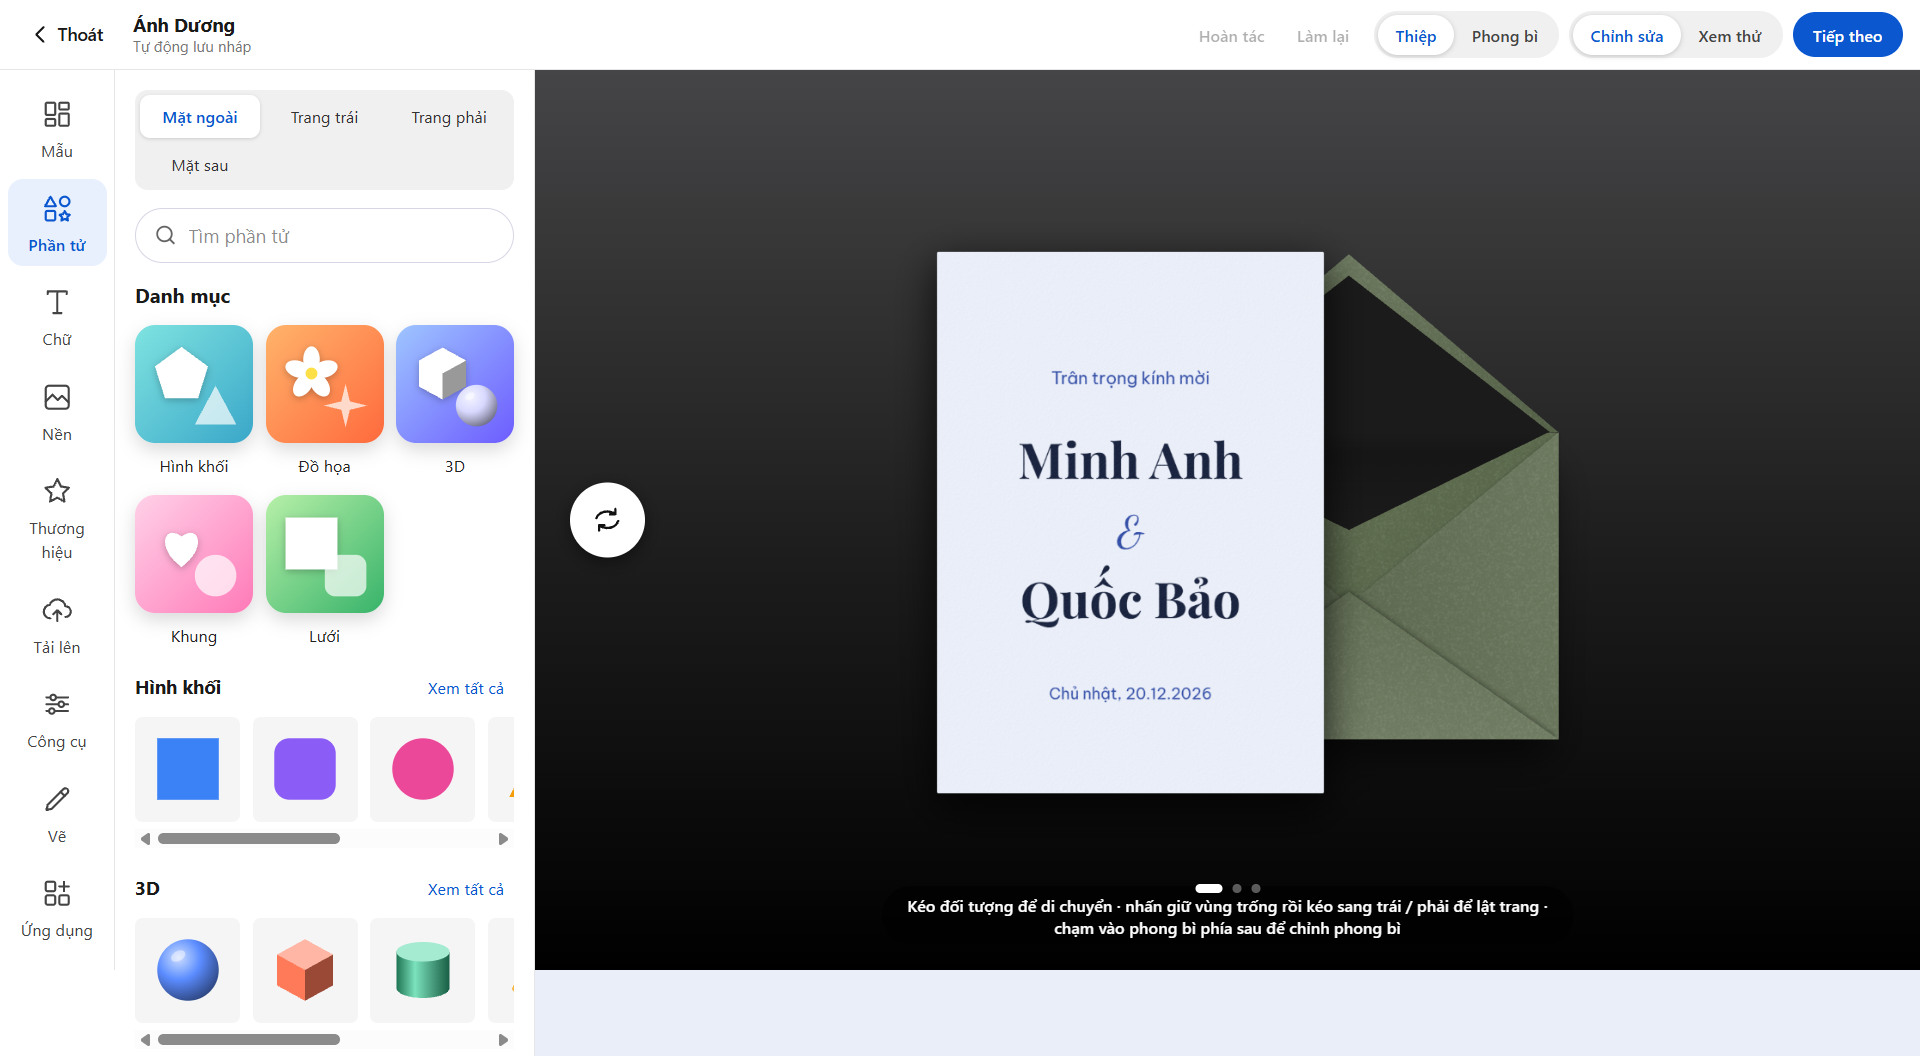 Thoát
Ánh Dương
Tự động lưu nháp
Hoàn tác
Làm lại
Thiệp
Phong bì
Chỉnh sửa
Xem thử
Tiếp theo
Mẫu
Phần tử
Chữ
Nền
Thương
hiệu
Tải lên
Công cụ
Vẽ
Ứng dụng
Mặt ngoài
Trang trái
Trang phải
Mặt sau
Tìm phần tử
Danh mục
Hình khối
Đồ họa
3D
Khung
Lưới
Hình khối
Xem tất cả
3D
Xem tất cả
Trân trọng kính mời
Minh Anh
&
Quốc Bảo
Chủ nhật, 20.12.2026
Kéo đối tượng để di chuyển · nhấn giữ vùng trống rồi kéo sang trái / phải để lật trang ·
chạm vào phong bì phía sau để chỉnh phong bì